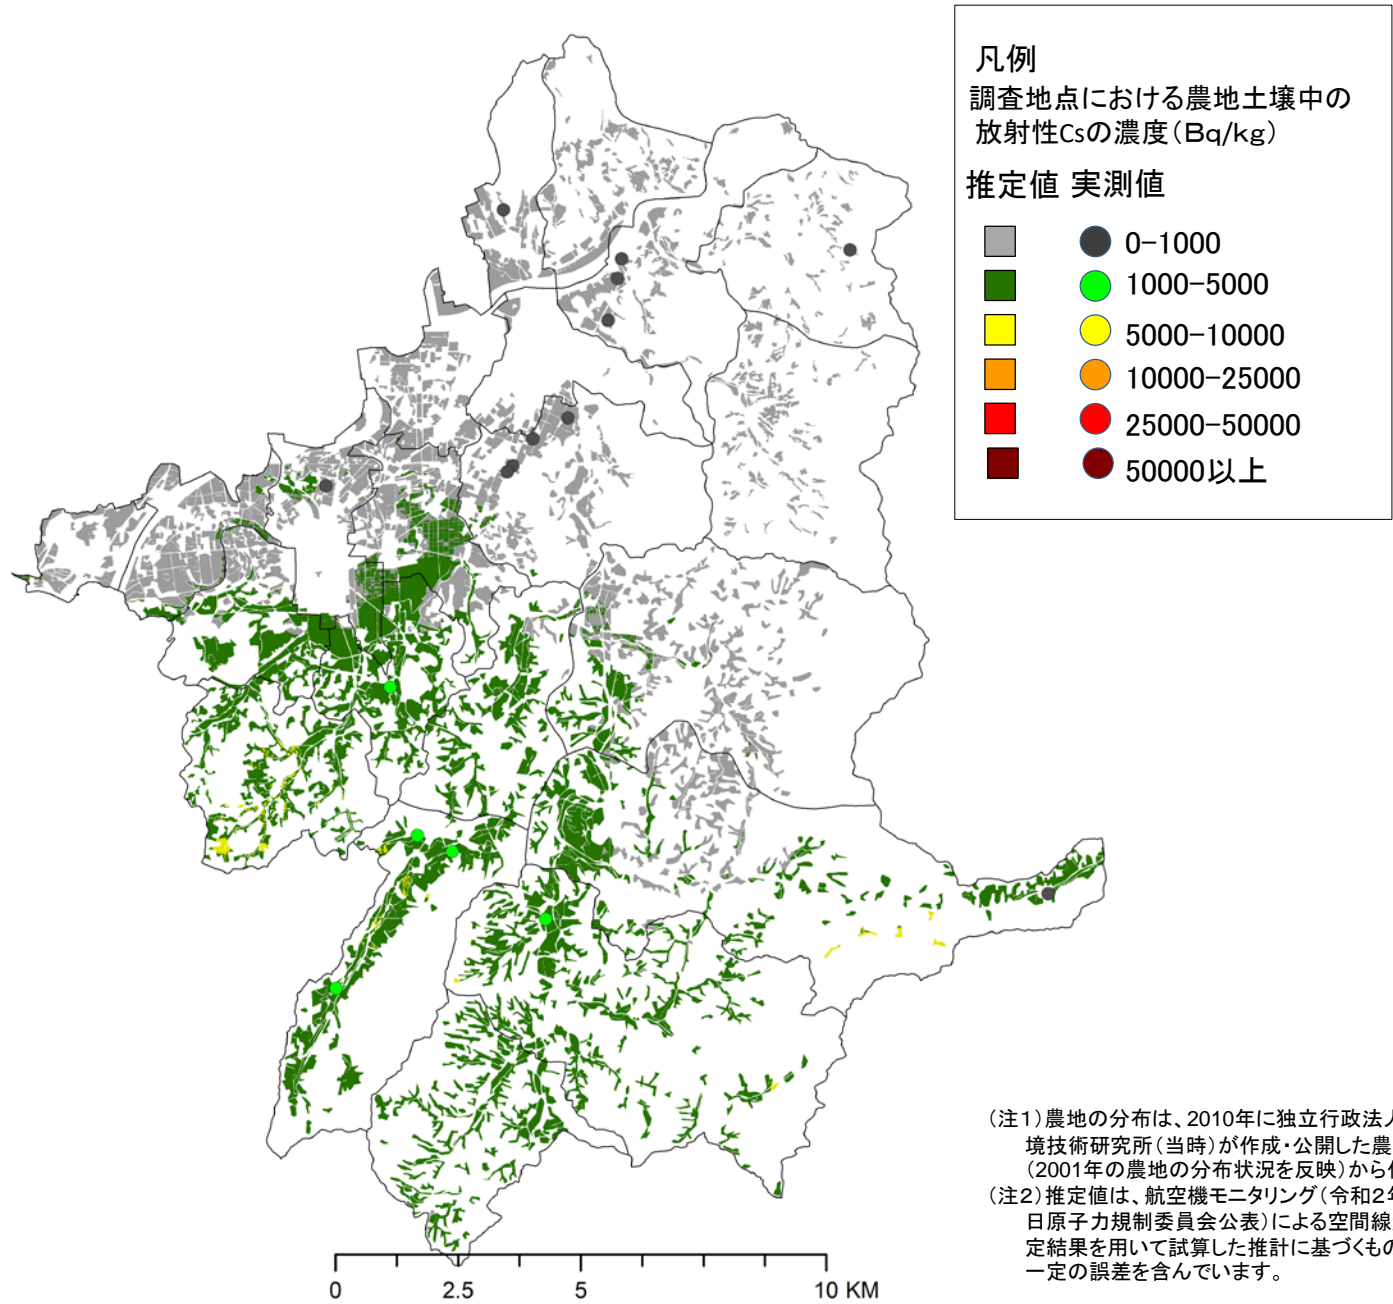 凡例
調査地点における農地土壌中の
放射性Csの濃度(Bq/kg)
推定値 実測値
0-1000
1000-5000
5000-10000
10000-25000
25000-50000
50000以上
(注1)農地の分布は、2010年に独立行政法人
境技術研究所(当時)が作成・公開した農
(2001年の農地の分布状況を反映)から
(注2)推定値は、航空機モニタリング(令和2
日原子力規制委員会公表)による空間線
定結果を用いて試算した推計に基づくもの
一定の誤差を含んでいます。
0 2.5 5 10 KM